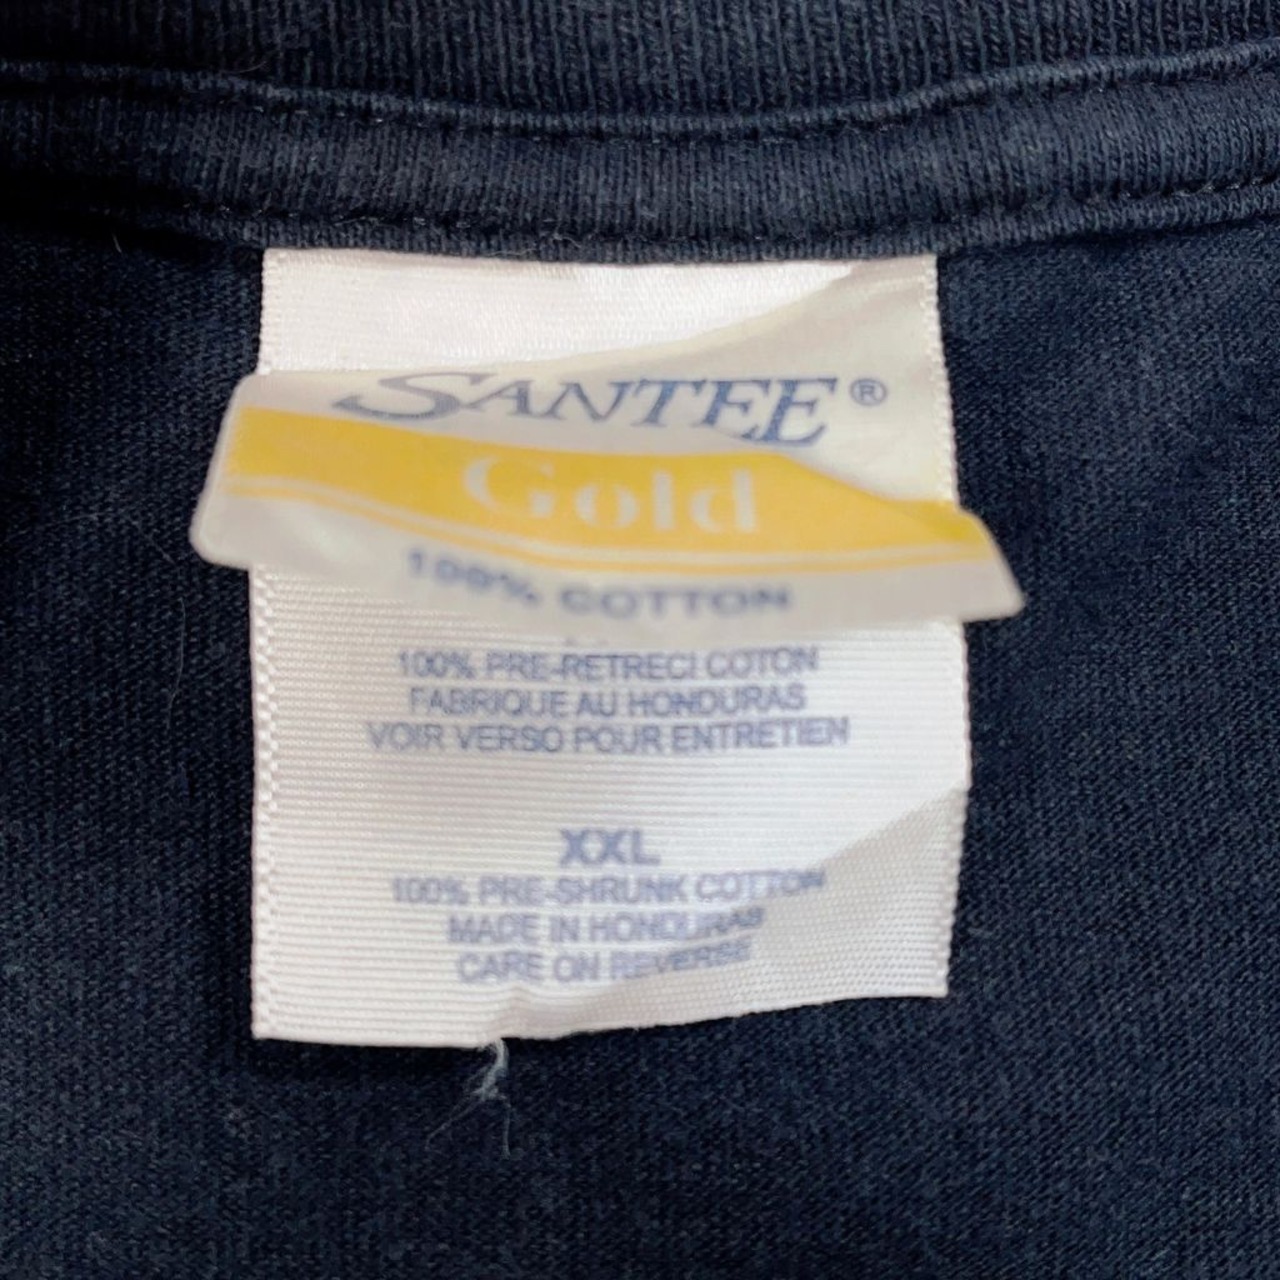 SANTEE®
Gold
100% COTTON
100% PRE-RETRECI COTON
FABRIQUE AU HONDURAS
VOIR VERSO POUR ENTRETIEN
XXL
100% PRE-SHRUNK COTTON
MADE IN HONDURAS
CARE ON REVERSE